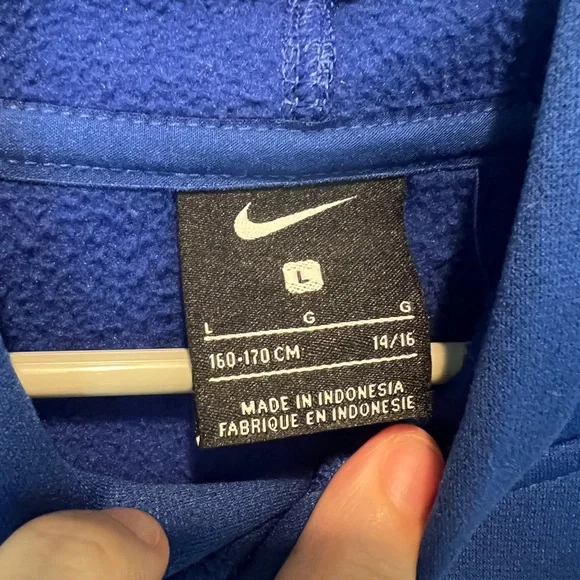 L
L G G
160-170 CM 14/16
MADE IN INDONESIA
FABRIQUE EN INDONESIE